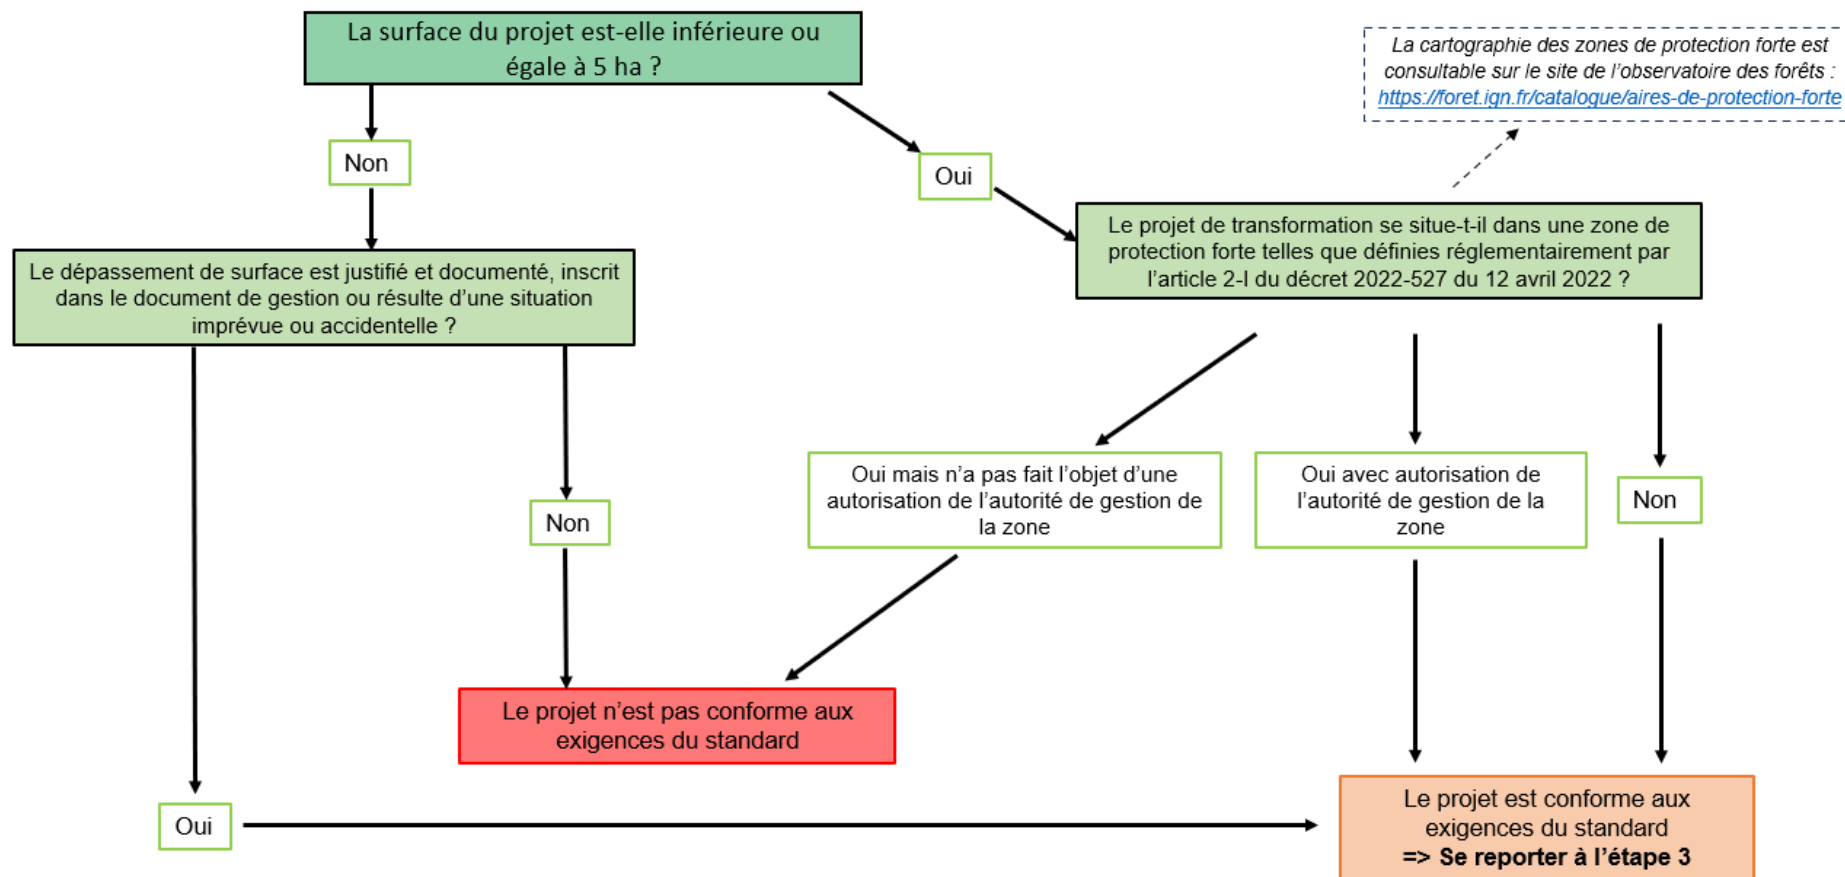 La surface du projet est-elle inférieure ou
égale à 5 ha ?
La cartographie des zones de protection forte est
consultable sur le site de l'observatoire des forêts :
https://foret.ign.fr/catalogue/aires-de-protection-forte
Non
Oui
Le projet de transformation se situe-t-il dans une zone de
protection forte telles que définies réglementairement par
l'article 2-I du décret 2022-527 du 12 avril 2022 ?
Le dépassement de surface est justifié et documenté, inscrit
dans le document de gestion ou résulte d'une situation
imprévue ou accidentelle ?
Oui mais n'a pas fait l'objet d'une
autorisation de l'autorité de gestion de
la zone
Oui avec autorisation de
l'autorité de gestion de la
zone
Non
Non
Le projet n'est pas conforme aux
exigences du standard
Oui
Le projet est conforme aux
exigences du standard
=> Se reporter à l'étape 3